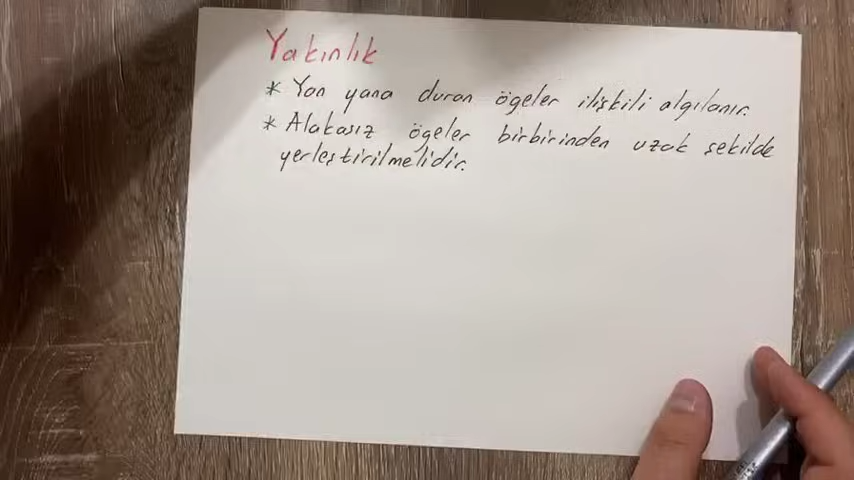 Yakınlık
* Yan yana duran ögeler ilişkili algılanır.
* Alakasız ögeler birbirinden uzak şekilde
yerleştirilmelidir.